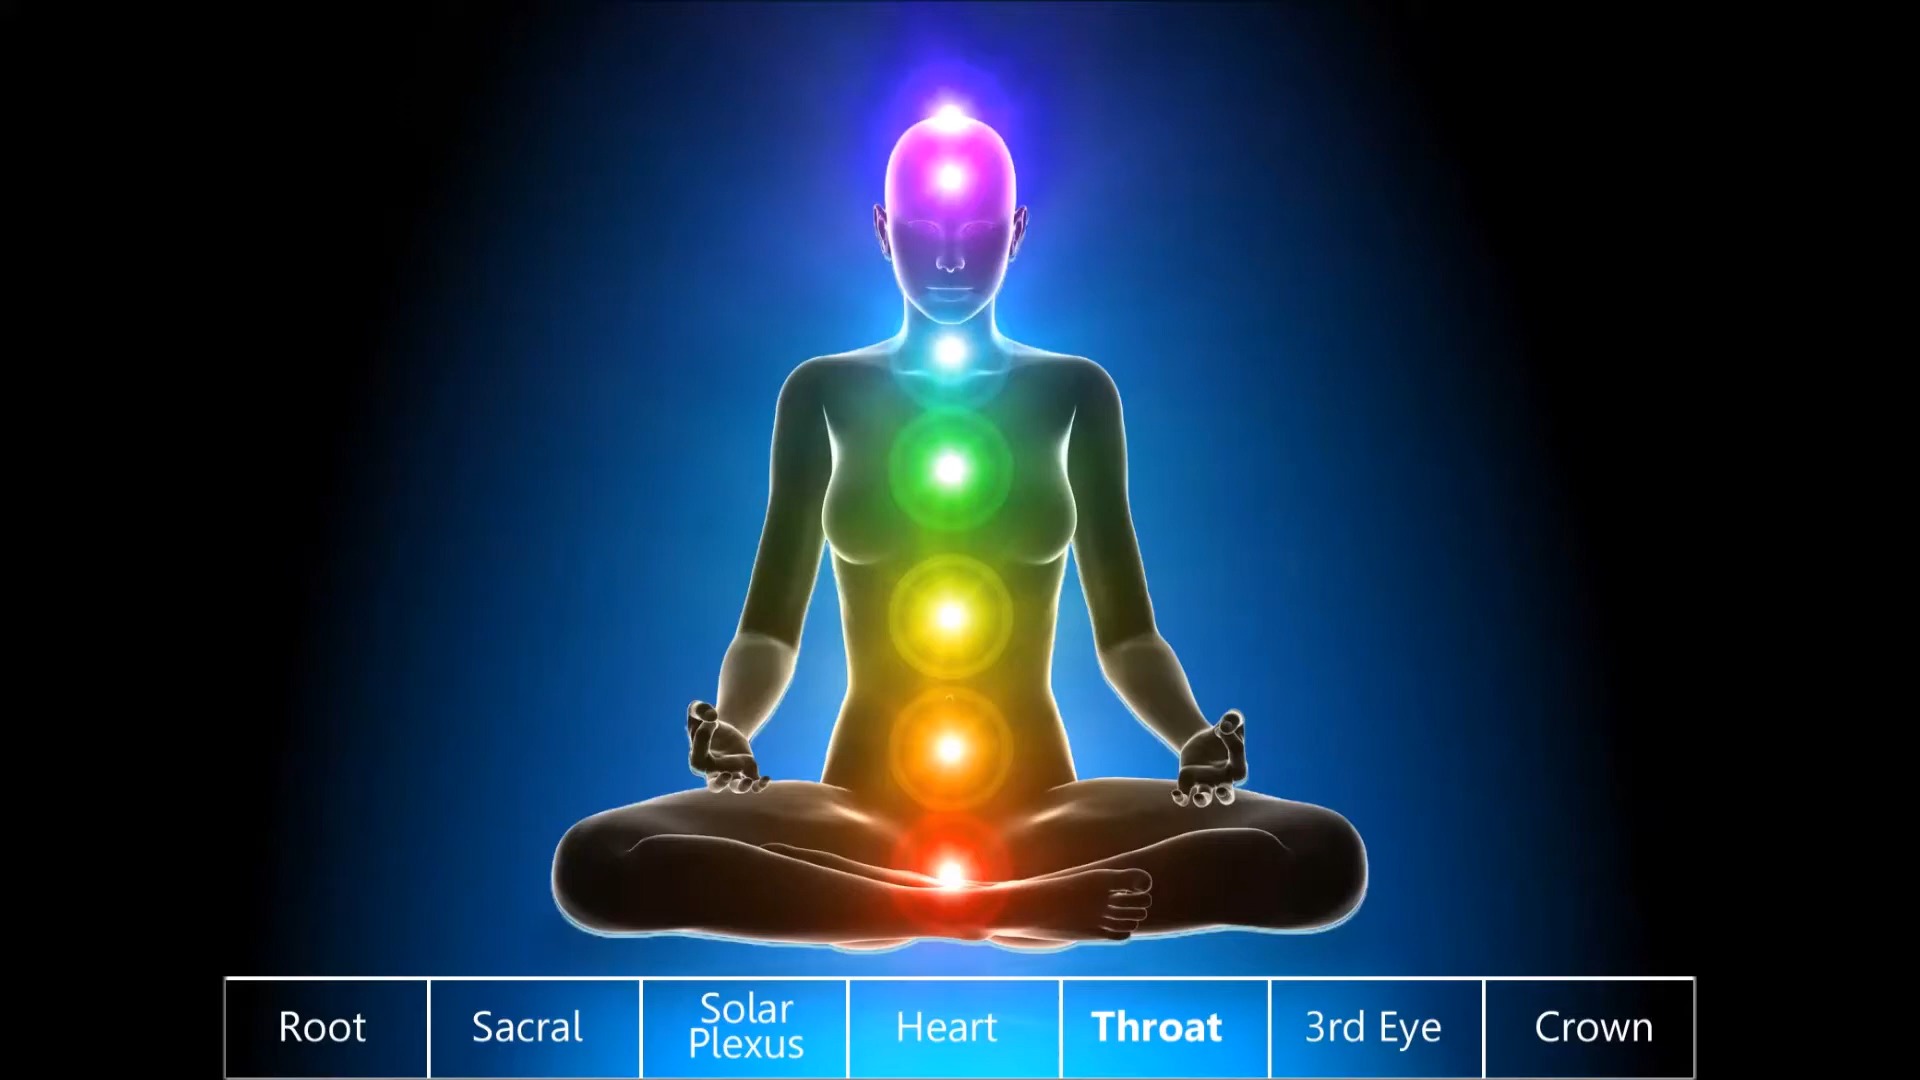 Root
Sacral
Solar
Plexus
Heart
Throat
3rd Eye
Crown